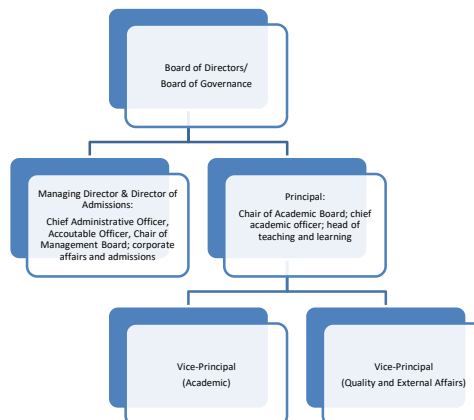 Board of Directors/
Board of Governance
Managing Director & Director of
Admissions:
Chief Administrative Officer,
Accoutable Officer, Chair of
Management Board; corporate
affairs and admissions
Principal:
Chair of Academic Board; chief
academic officer; head of
teaching and learning
Vice-Principal
(Academic)
Vice-Principal
(Quality and External Affairs)